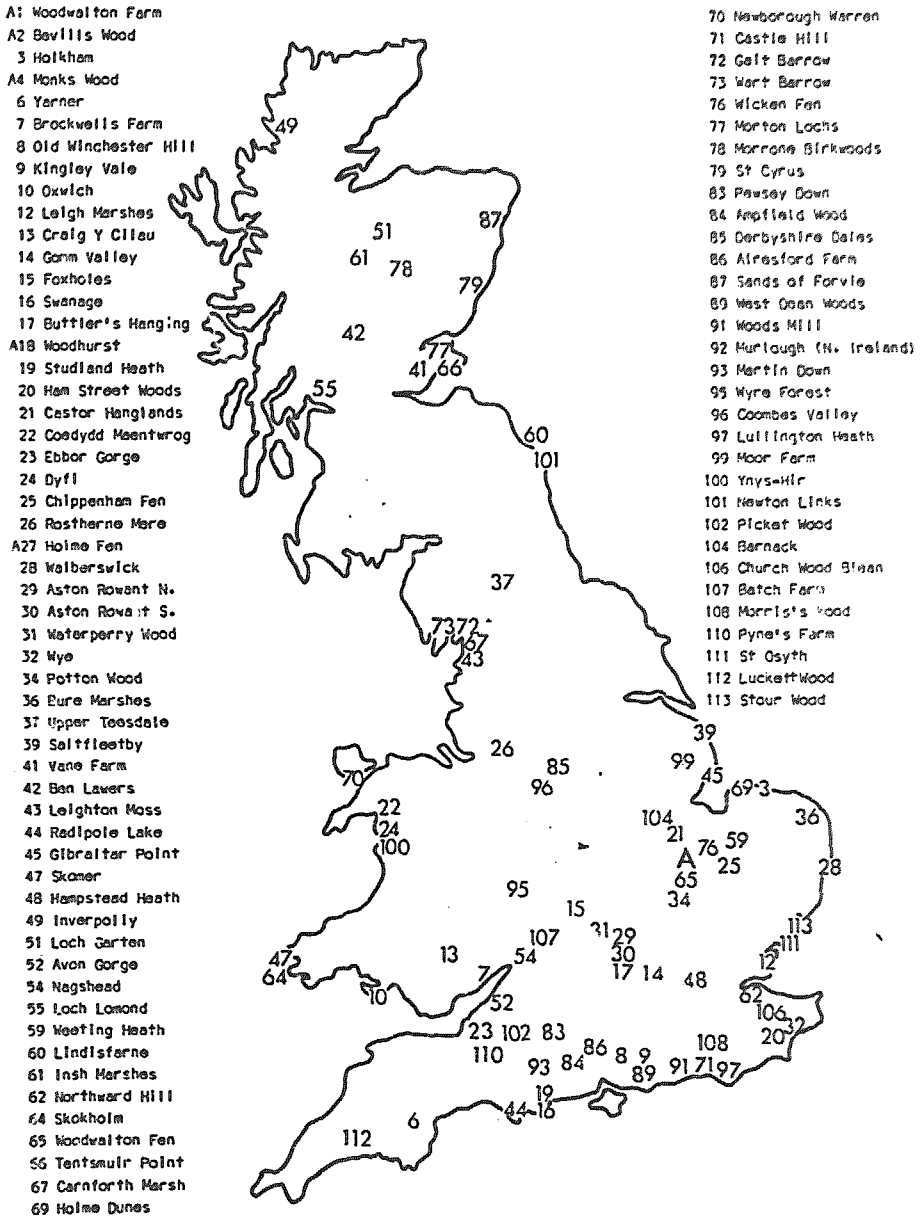 A1 Woodwalton Farm
A2 Bevills Wood
3 Holkham
A4 Monks Wood
6 Yarner
7 Brockwells Farm
8 Old Winchester Hill
9 Kingley Vale
10 Oxwich
12 Leigh Marshes
13 Craig Y Cilau
14 Gomm Valley
15 Foxholes
16 Swanage
17 Buttler's Hanging
A18 Woodhurst
19 Studland Heath
20 Ham Street Woods
21 Castor Hanglands
22 Coedydd Maentwrog
23 Ebbor Gorge
24 Dyfi
25 Chippenham Fen
26 Rostherne Mere
A27 Holme Fen
28 Walberswick
29 Aston Rowant N.
30 Aston Rowant S.
31 Waterperry Wood
32 Wye
34 Potton Wood
36 Bure Marshes
37 Upper Teesdale
39 Saltfleetby
41 Vane Farm
42 Ben Lawers
43 Leighton Moss
44 Radipole Lake
45 Gibraltar Point
47 Skomer
48 Hampstead Heath
49 Inverpolly
51 Loch Garten
52 Avon Gorge
54 Nagshead
55 Loch Lomond
59 Weeting Heath
60 Lindisfarne
61 Insh Marshes
62 Northward Hill
64 Skokholm
65 Woodwalton Fen
66 Tentsmuir Point
67 Carnforth Marsh
69 Holme Dunes
70 Newborough Warren
71 Castle Hill
72 Gait Barrow
73 Wart Barrow
76 Wicken Fen
77 Morton Lochs
78 Morrone Birkwoods
79 St Cyrus
83 Pewsey Down
84 Ampfield Wood
85 Derbyshire Dales
86 Alresford Farm
87 Sands of Forvie
89 West Dean Woods
91 Woods Mill
92 Murlough (N. Ireland)
93 Martin Down
95 Wyre Forest
96 Coombes Valley
97 Lullington Heath
99 Moor Farm
100 Ynys-Hir
101 Newton Links
102 Picket Wood
104 Barnack
106 Church Wood Blean
107 Batch Farm
108 Morris's Wood
110 Pyne's Farm
111 St Osyth
112 Luckett Wood
113 Stour Wood
49
87
51
61
78
79
42
77
41 66
55
60
101
37
73 72
67
43
39
26
85
99
45
70
96
69 3
22
104
36
24
21
59
100
76
A
25
28
65
95
34
15
113
31 29
107
111
13
54
30
12
47
7
17 14
48
64
10
62
52
106
32
23 102 83
20
108
86
110
8 9
93 84
91 71 97
89
19
44 16
6
112